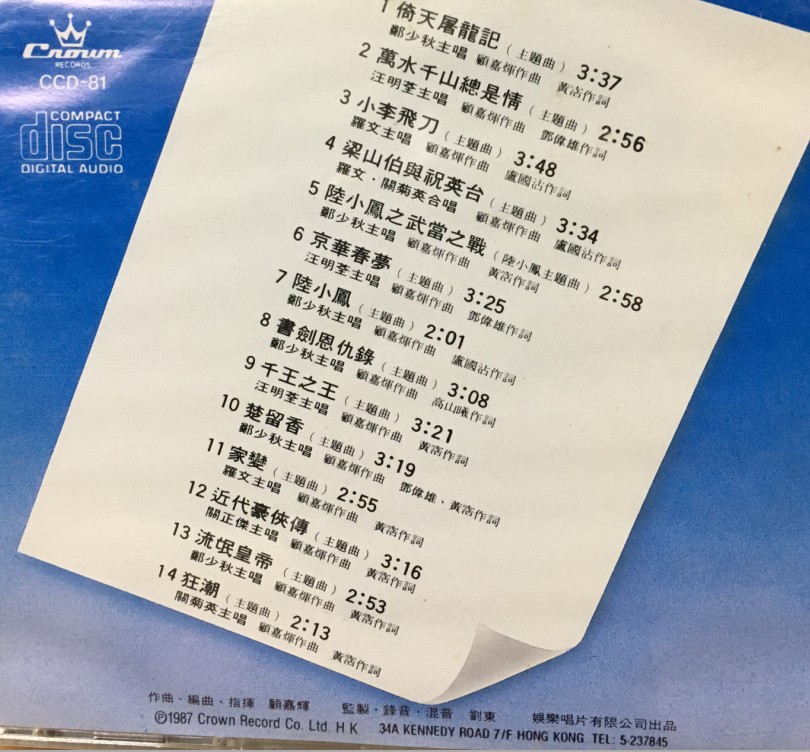 Crown
RECORDS
CCD-81
COMPACT
disc
DIGITAL AUDIO
1 倚天屠龍記（主題曲）3:37
鄭少秋主唱 顧嘉煇作曲 黃霑作詞
2 萬水千山總是情（主題曲）2:56
汪明荃主唱 顧嘉煇作曲 鄧偉雄作詞
3 小李飛刀（主題曲）3:48
羅文主唱 顧嘉煇作曲 盧國沾作詞
4 梁山伯與祝英台（主題曲）3:34
羅文・關菊英合唱 顧嘉煇作曲 盧國沾作詞
5 陸小鳳之武當之戰（陸小鳳主題曲）2:58
鄭少秋主唱 顧嘉煇作曲 黃霑作詞
6 京華春夢（主題曲）3:25
汪明荃主唱 顧嘉煇作曲 鄧偉雄作詞
7 陸小鳳（主題曲）2:01
鄭少秋主唱 顧嘉煇作曲 盧國沾作詞
8 書劍恩仇錄（主題曲）3:08
鄭少秋主唱 顧嘉煇作曲 高山曦作詞
9 千王之王（主題曲）3:21
汪明荃主唱 顧嘉煇作曲 黃霑作詞
10 楚留香（主題曲）3:19
鄭少秋主唱 顧嘉煇作曲 鄧偉雄、黃霑作詞
11 家變（主題曲）2:55
羅文主唱 顧嘉煇作曲 黃霑作詞
12 近代豪俠傳（主題曲）3:16
關正傑主唱 顧嘉煇作曲 黃霑作詞
13 流氓皇帝（主題曲）2:53
鄭少秋主唱 顧嘉煇作曲 黃霑作詞
14 狂潮（主題曲）2:13
關菊英主唱 顧嘉煇作曲 黃霑作詞
作曲・編曲・指揮 顧嘉輝 監製・錄音・混音 劉東 娛樂唱片有限公司出品
℗1987 Crown Record Co. Ltd. H.K 34A KENNEDY ROAD 7/F HONG KONG TEL: 5-237845